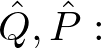 Q̂, P̂ :